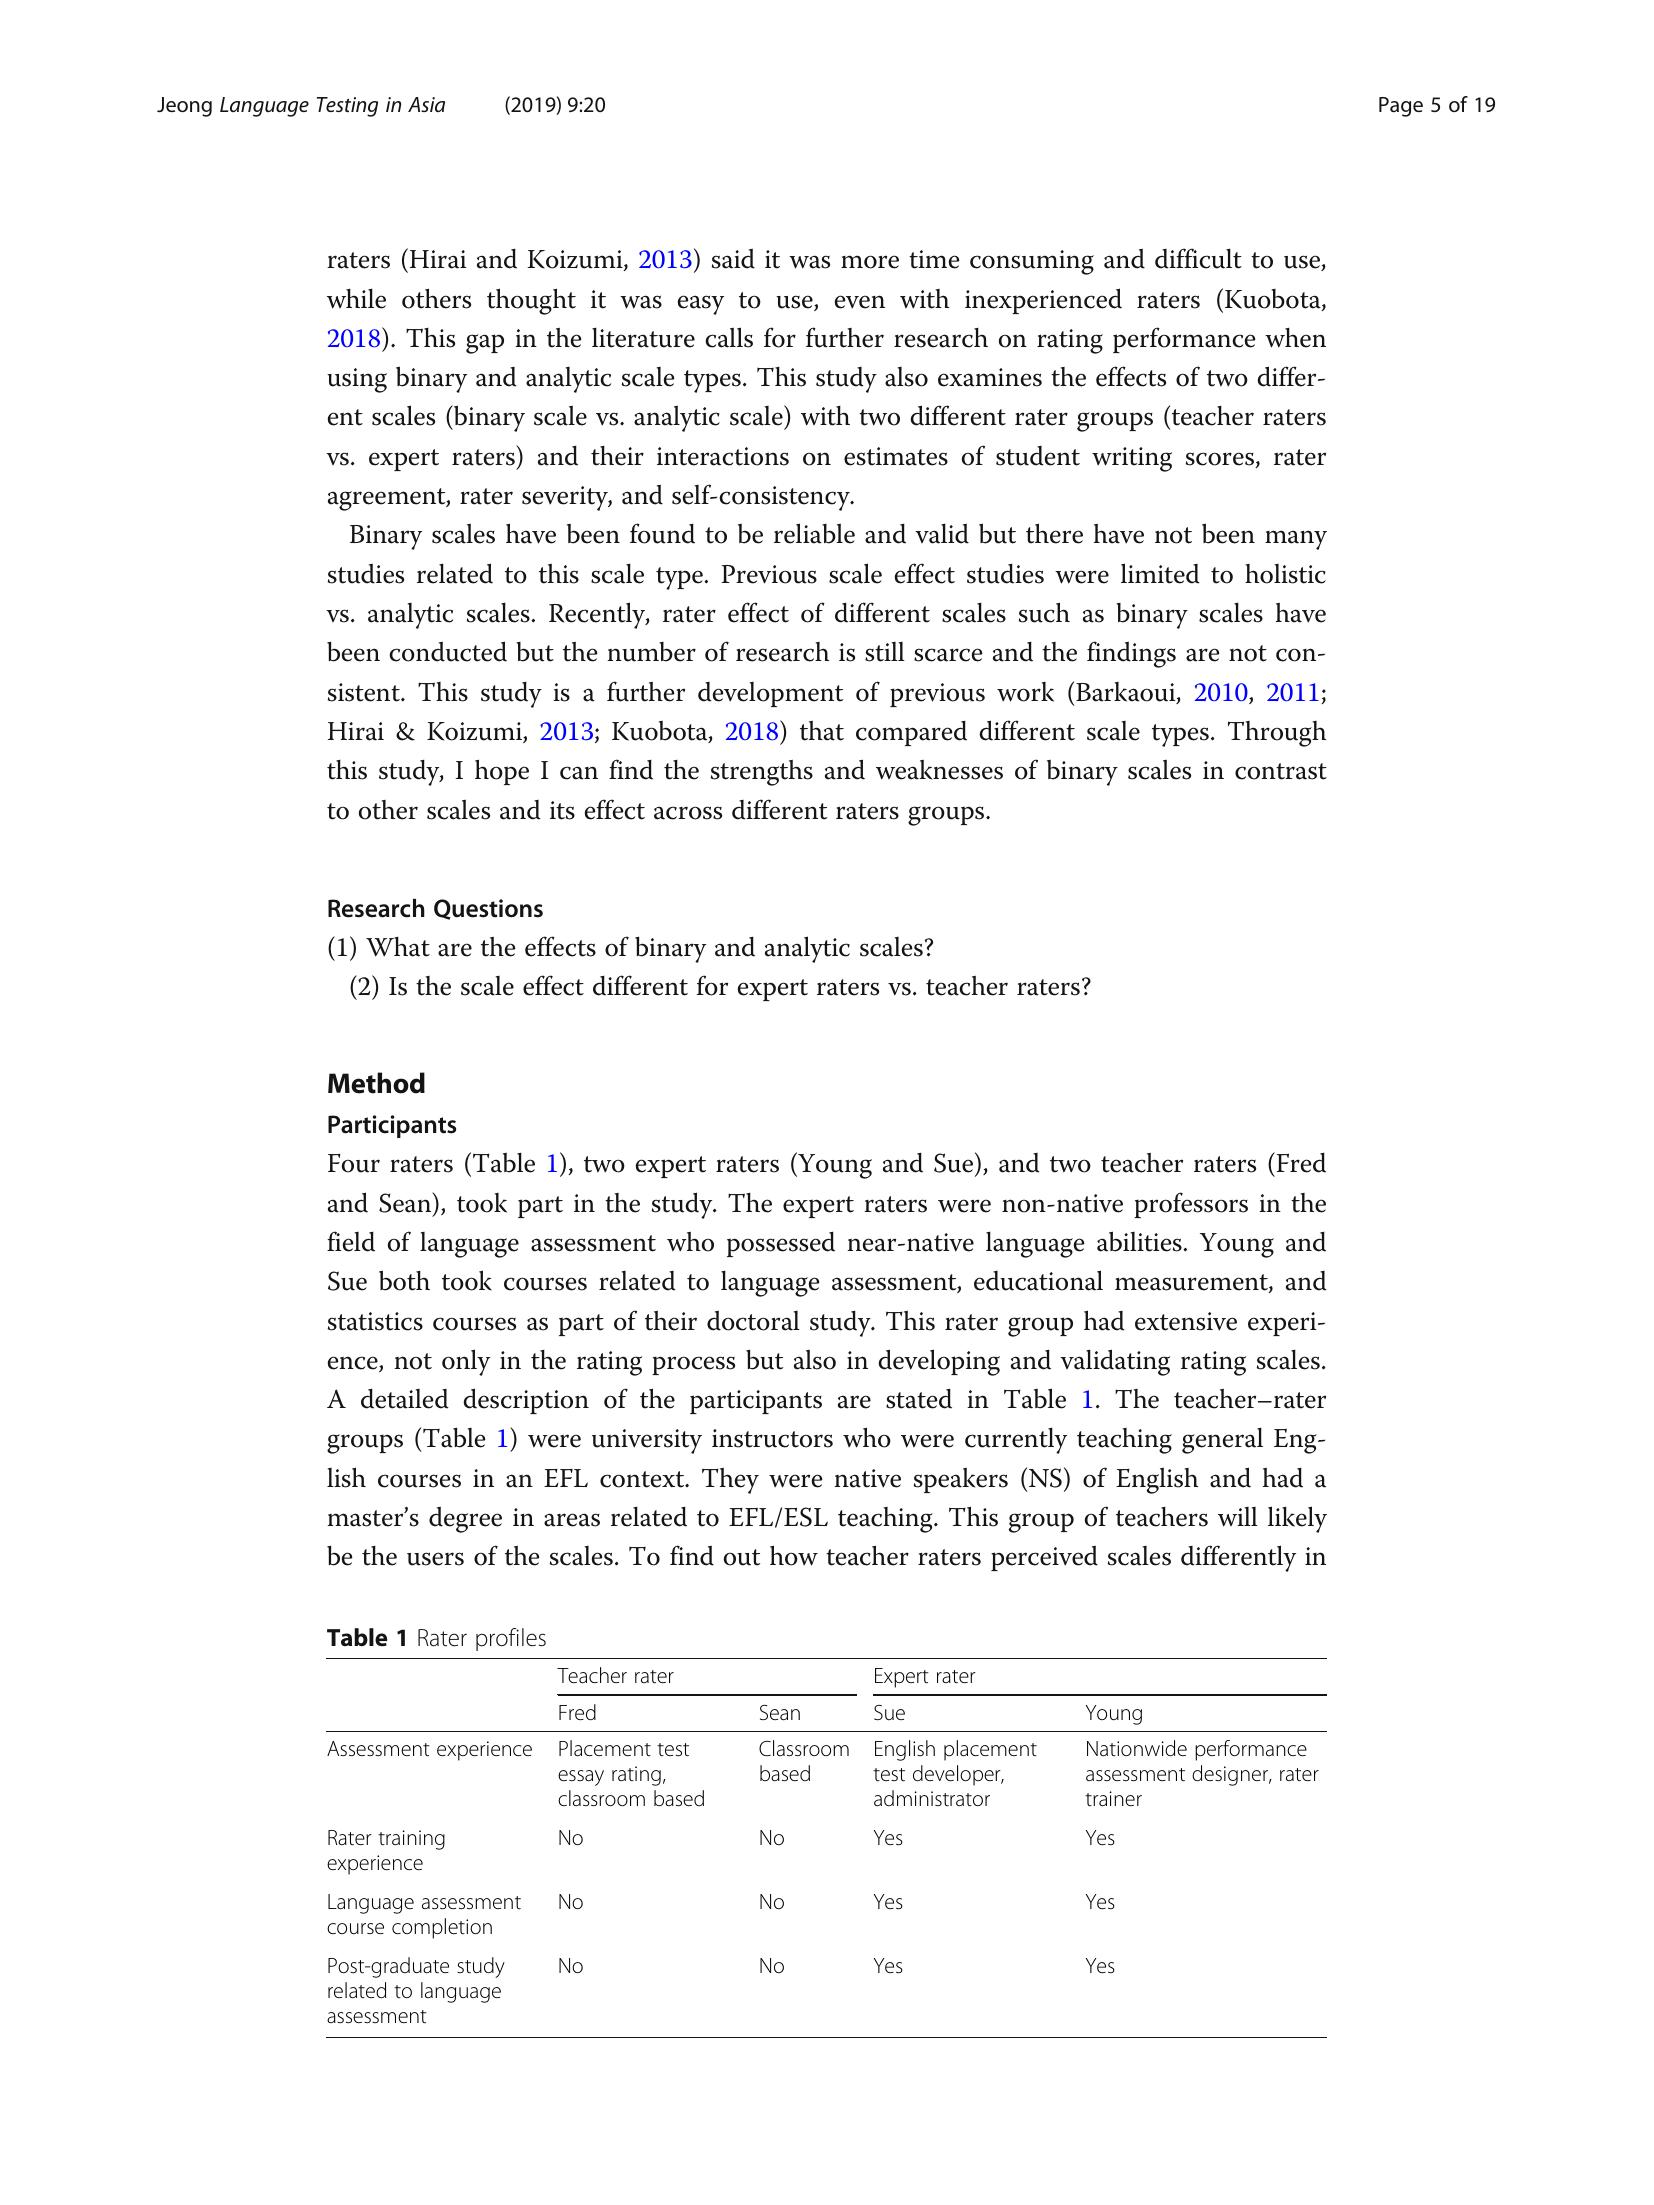 Jeong Language Testing in Asia (2019) 9:20 Page 5 of 19
raters (Hirai and Koizumi, 2013) said it was more time consuming and difficult to use,
while others thought it was easy to use, even with inexperienced raters (Kuobota,
2018). This gap in the literature calls for further research on rating performance when
using binary and analytic scale types. This study also examines the effects of two differ-
ent scales (binary scale vs. analytic scale) with two different rater groups (teacher raters
vs. expert raters) and their interactions on estimates of student writing scores, rater
agreement, rater severity, and self-consistency.
Binary scales have been found to be reliable and valid but there have not been many
studies related to this scale type. Previous scale effect studies were limited to holistic
vs. analytic scales. Recently, rater effect of different scales such as binary scales have
been conducted but the number of research is still scarce and the findings are not con-
sistent. This study is a further development of previous work (Barkaoui, 2010, 2011;
Hirai & Koizumi, 2013; Kuobota, 2018) that compared different scale types. Through
this study, I hope I can find the strengths and weaknesses of binary scales in contrast
to other scales and its effect across different raters groups.
Research Questions
(1) What are the effects of binary and analytic scales?
(2) Is the scale effect different for expert raters vs. teacher raters?
Method
Participants
Four raters (Table 1), two expert raters (Young and Sue), and two teacher raters (Fred
and Sean), took part in the study. The expert raters were non-native professors in the
field of language assessment who possessed near-native language abilities. Young and
Sue both took courses related to language assessment, educational measurement, and
statistics courses as part of their doctoral study. This rater group had extensive experi-
ence, not only in the rating process but also in developing and validating rating scales.
A detailed description of the participants are stated in Table 1. The teacher–rater
groups (Table 1) were university instructors who were currently teaching general Eng-
lish courses in an EFL context. They were native speakers (NS) of English and had a
master's degree in areas related to EFL/ESL teaching. This group of teachers will likely
be the users of the scales. To find out how teacher raters perceived scales differently in
Table 1 Rater profiles
Teacher rater Expert rater
Fred Sean Sue Young
Assessment experience Placement test Classroom English placement Nationwide performance
essay rating, based test developer, assessment designer, rater
classroom based administrator trainer
Rater training No No Yes Yes
experience
Language assessment No No Yes Yes
course completion
Post-graduate study No No Yes Yes
related to language
assessment